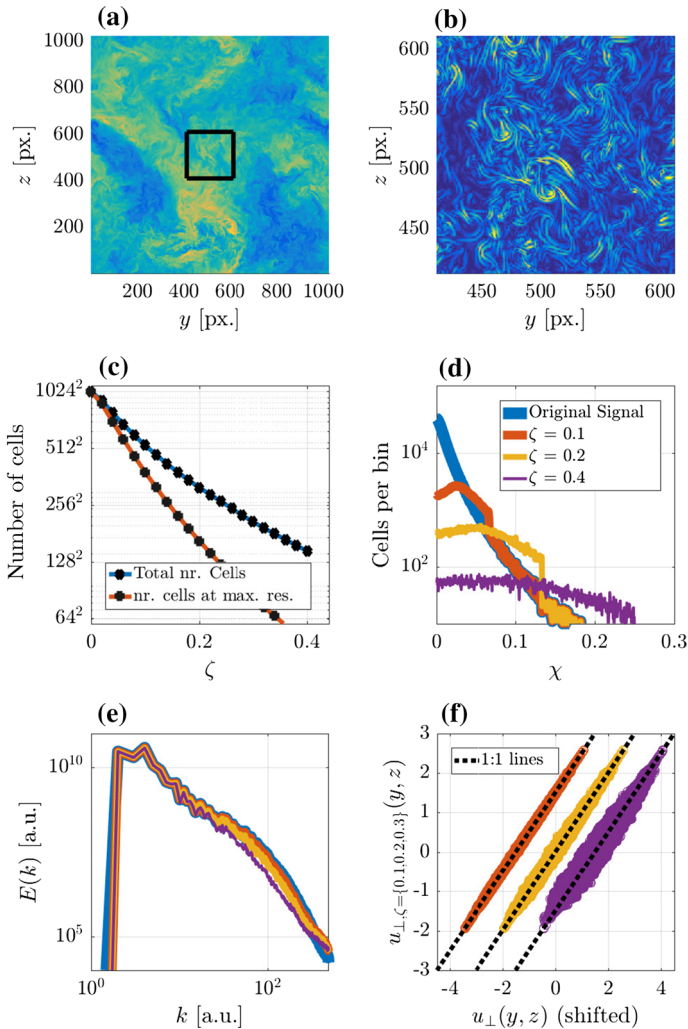 (a)
1000
800
600
400
200
z [px.]
200 400 600 800 1000
y [px.]
(b)
600
550
500
450
z [px.]
450 500 550 600
y [px.]
(c)
1024²
512²
256²
128²
64²
Number of cells
Total nr. Cells
nr. cells at max. res.
0 0.2 0.4
ζ
(d)
10⁴
10²
Cells per bin
Original Signal
ζ = 0.1
ζ = 0.2
ζ = 0.4
0 0.1 0.2 0.3
χ
(e)
10¹⁰
10⁵
E(k) [a.u.]
10⁰ 10²
k [a.u.]
(f)
3
2
1
0
-1
-2
-3
u⊥,ζ={0.1,0.2,0.3}(y, z)
1:1 lines
-4 -2 0 2 4
u⊥(y, z) (shifted)